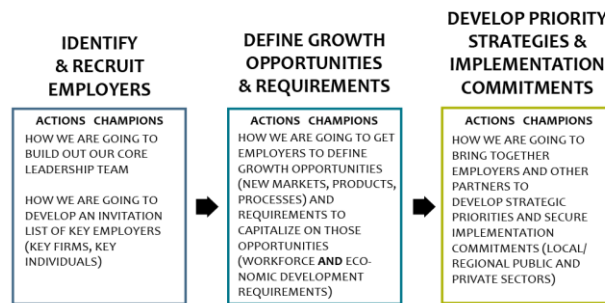 IDENTIFY
& RECRUIT
EMPLOYERS
ACTIONS CHAMPIONS
HOW WE ARE GOING TO
BUILD OUT OUR CORE
LEADERSHIP TEAM
HOW WE ARE GOING TO
DEVELOP AN INVITATION
LIST OF KEY EMPLOYERS
(KEY FIRMS, KEY
INDIVIDUALS)
DEFINE GROWTH
OPPORTUNITIES
& REQUIREMENTS
ACTIONS CHAMPIONS
HOW WE ARE GOING TO GET
EMPLOYERS TO DEFINE
GROWTH OPPORTUNITIES
(NEW MARKETS, PRODUCTS,
PROCESSES) AND
REQUIREMENTS TO
CAPITALIZE ON THOSE
OPPORTUNITIES
(WORKFORCE AND ECO-
NOMIC DEVELOPMENT
REQUIREMENTS)
DEVELOP PRIORITY
STRATEGIES &
IMPLEMENTATION
COMMITMENTS
ACTIONS CHAMPIONS
HOW WE ARE GOING TO
BRING TOGETHER
EMPLOYERS AND OTHER
PARTNERS TO
DEVELOP STRATEGIC
PRIORITIES AND SECURE
IMPLEMENTATION
COMMITMENTS (LOCAL/
REGIONAL PUBLIC AND
PRIVATE SECTORS)